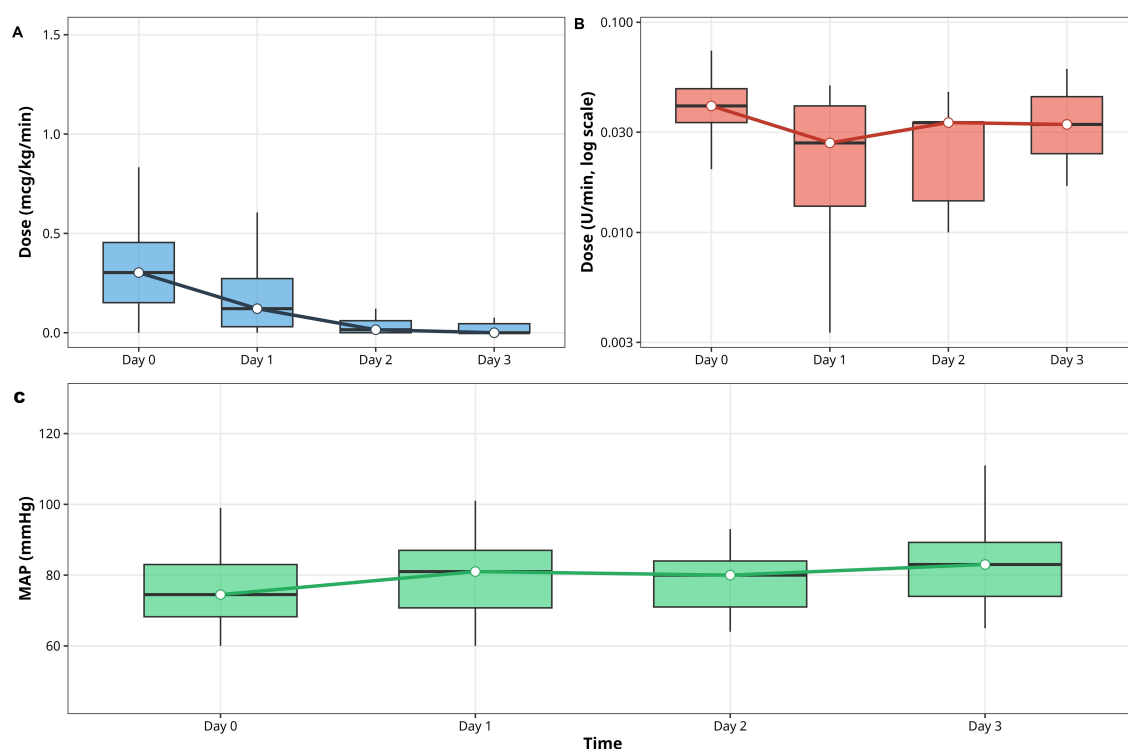 A
Dose (mcg/kg/min)
1.5
1.0
0.5
0.0
Day 0 Day 1 Day 2 Day 3
B
Dose (U/min, log scale)
0.100
0.030
0.010
0.003
Day 0 Day 1 Day 2 Day 3
C
MAP (mmHg)
120
100
80
60
Day 0 Day 1 Day 2 Day 3
Time